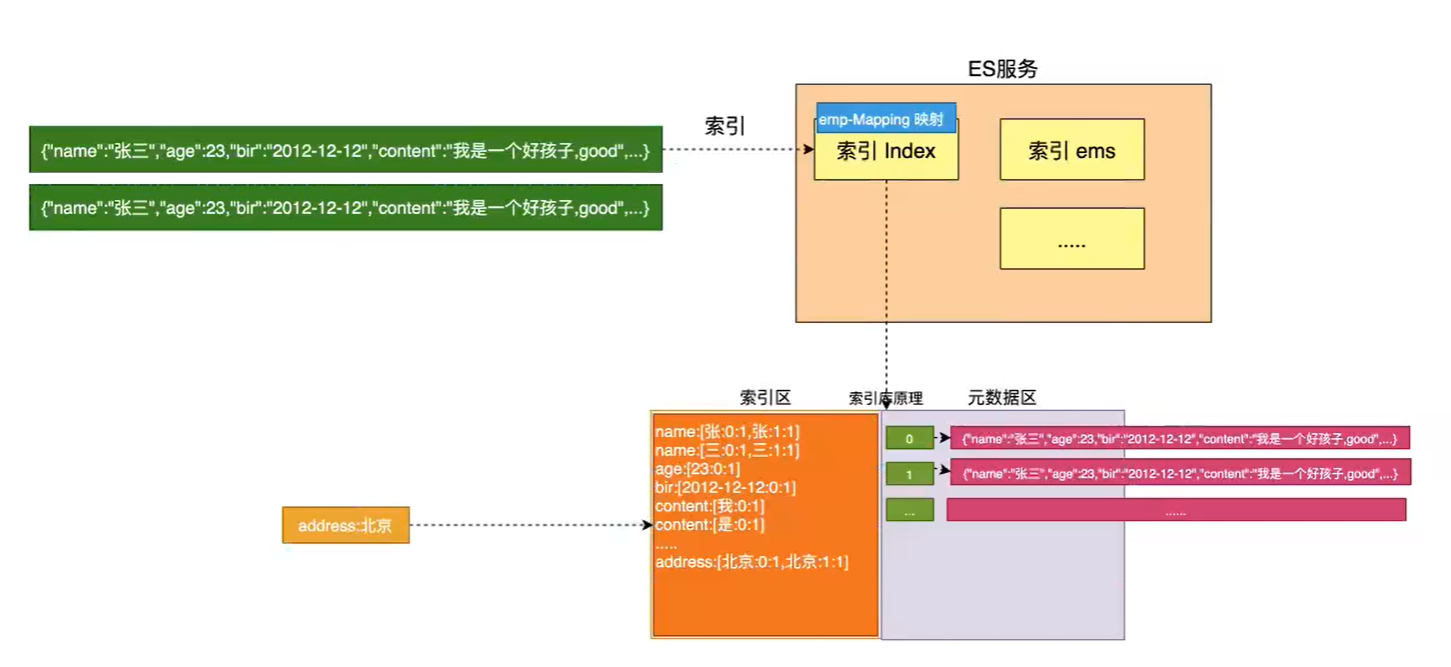 ES服务
emp-Mapping 映射
索引
{"name":"张三","age":23,"bir":"2012-12-12","content":"我是一个好孩子,good",...}
索引 Index
索引 ems
{"name":"张三","age":23,"bir":"2012-12-12","content":"我是一个好孩子,good",...}
.....
索引区
索引库原理
元数据区
name:[张:0:1,张:1:1]
name:[三:0:1,三:1:1]
age:[23:0:1]
bir:[2012-12-12:0:1]
content:[我:0:1]
content:[是:0:1]
.....
address:[北京:0:1,北京:1:1]
0
{"name":"张三","age":23,"bir":"2012-12-12","content":"我是一个好孩子,good",...}
1
{"name":"张三","age":23,"bir":"2012-12-12","content":"我是一个好孩子,good",...}
...
......
address:北京